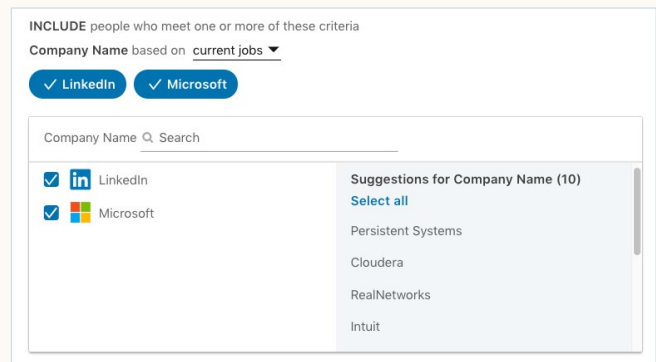 INCLUDE people who meet one or more of these criteria
Company Name based on current jobs
LinkedIn Microsoft
Company Name Search
LinkedIn
Microsoft
Suggestions for Company Name (10)
Select all
Persistent Systems
Cloudera
RealNetworks
Intuit